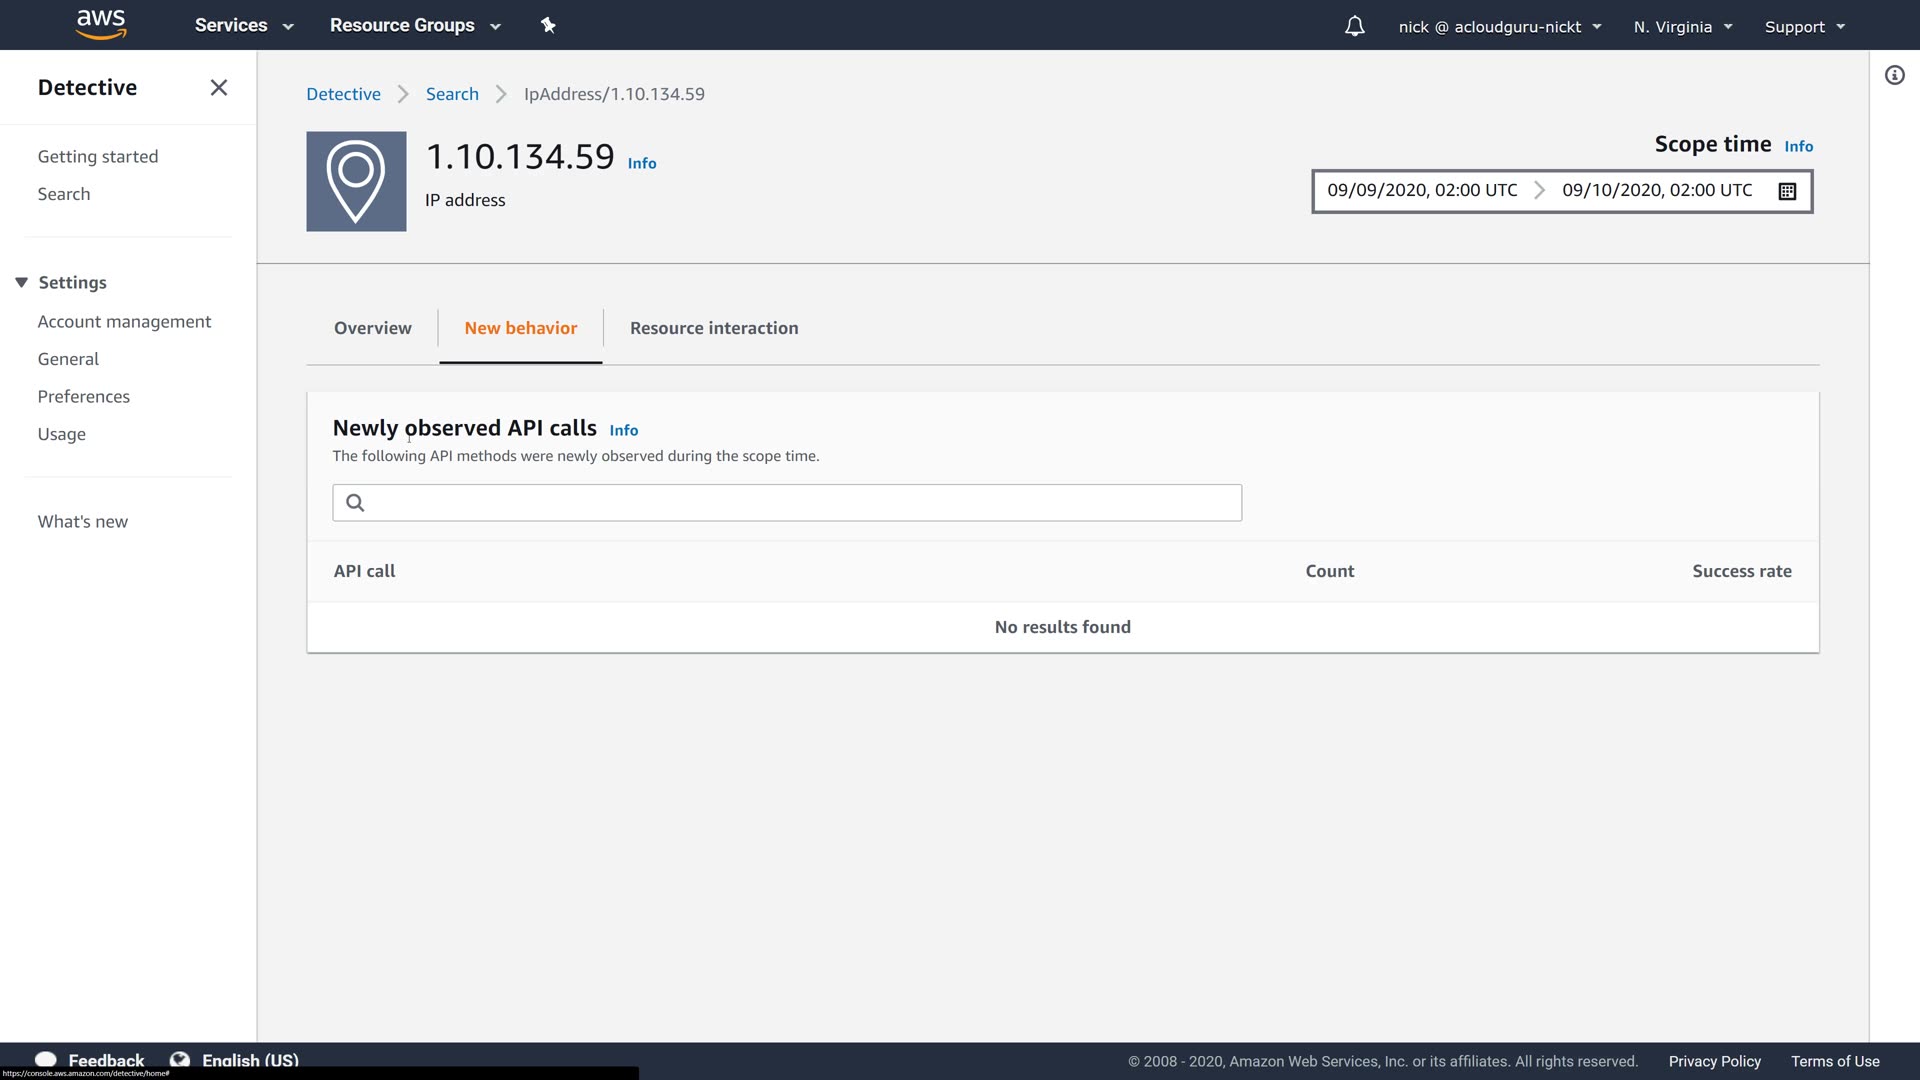 aws Services Resource Groups nick @ acloudguru-nickt N. Virginia Support
Detective
Getting started
Search
Settings
Account management
General
Preferences
Usage
What's new
Detective Search IpAddress/1.10.134.59
1.10.134.59 Info
IP address
Scope time Info
09/09/2020, 02:00 UTC 09/10/2020, 02:00 UTC
Overview New behavior Resource interaction
Newly observed API calls Info
The following API methods were newly observed during the scope time.
API call Count Success rate
No results found
Feedback English (US) © 2008 - 2020, Amazon Web Services, Inc. or its affiliates. All rights reserved. Privacy Policy Terms of Use
https://console.aws.amazon.com/detective/home#